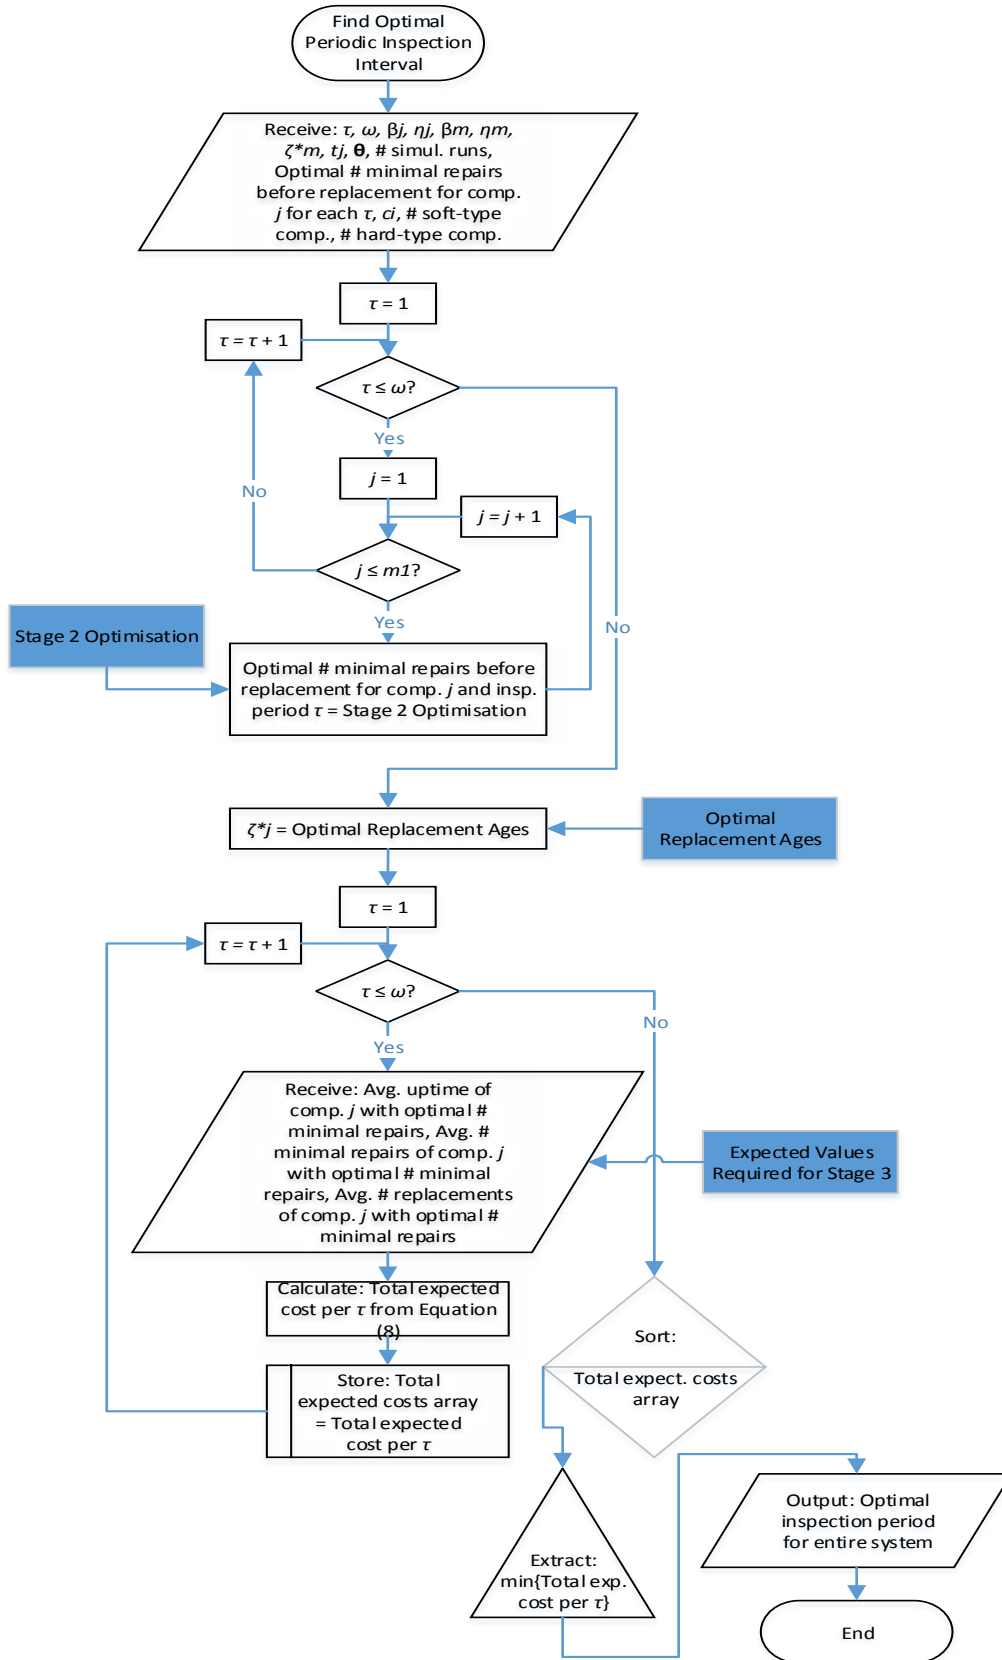 Find Optimal
Periodic Inspection
Interval
Receive: τ, ω, βj, ηj, βm, ηm,
ζ*m, tj, θ, # simul. runs,
Optimal # minimal repairs
before replacement for comp.
j for each τ, ci, # soft-type
comp., # hard-type comp.
τ = 1
τ = τ + 1
τ ≤ ω?
Yes
j = 1
No
j = j + 1
j ≤ m1?
Yes
No
Stage 2 Optimisation
Optimal # minimal repairs before
replacement for comp. j and insp.
period τ = Stage 2 Optimisation
ζ*j = Optimal Replacement Ages
Optimal
Replacement Ages
τ = 1
τ = τ + 1
τ ≤ ω?
No
Yes
Receive: Avg. uptime of
comp. j with optimal #
minimal repairs, Avg. #
minimal repairs of comp. j
with optimal # minimal
repairs, Avg. # replacements
of comp. j with optimal #
minimal repairs
Expected Values
Required for Stage 3
Calculate: Total expected
cost per τ from Equation
(8)
Sort:
Total expect. costs
array
Store: Total
expected costs array
= Total expected
cost per τ
Extract:
min{Total exp.
cost per τ}
Output: Optimal
inspection period
for entire system
End